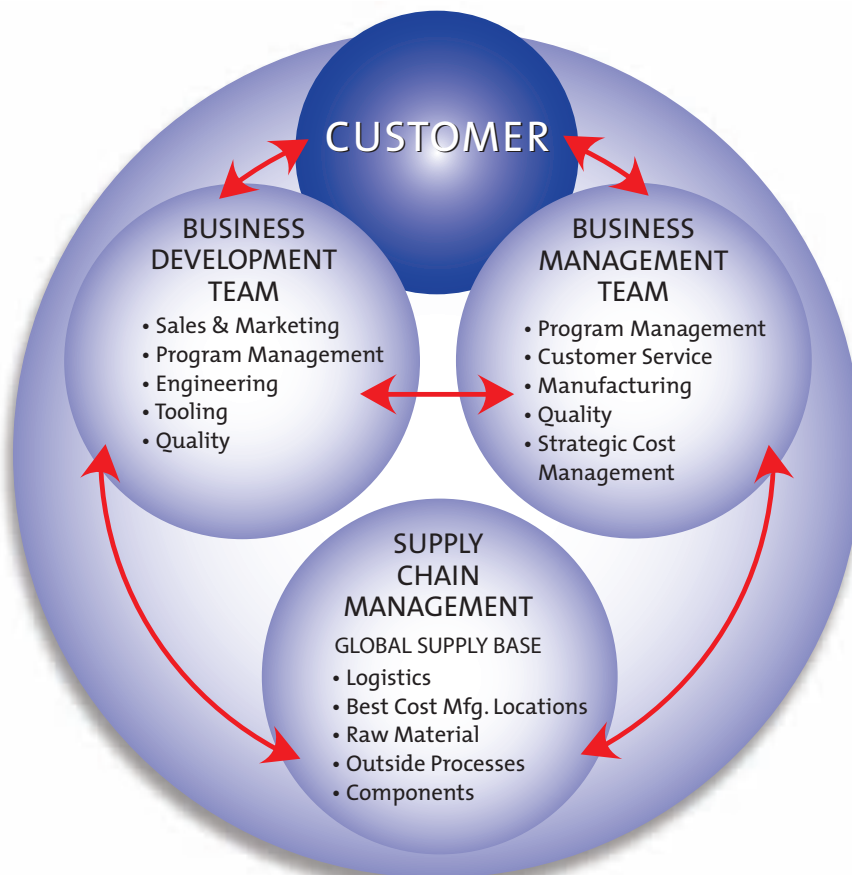 CUSTOMER
BUSINESS
DEVELOPMENT
TEAM
• Sales & Marketing
• Program Management
• Engineering
• Tooling
• Quality
BUSINESS
MANAGEMENT
TEAM
• Program Management
• Customer Service
• Manufacturing
• Quality
• Strategic Cost
Management
SUPPLY
CHAIN
MANAGEMENT
GLOBAL SUPPLY BASE
• Logistics
• Best Cost Mfg. Locations
• Raw Material
• Outside Processes
• Components